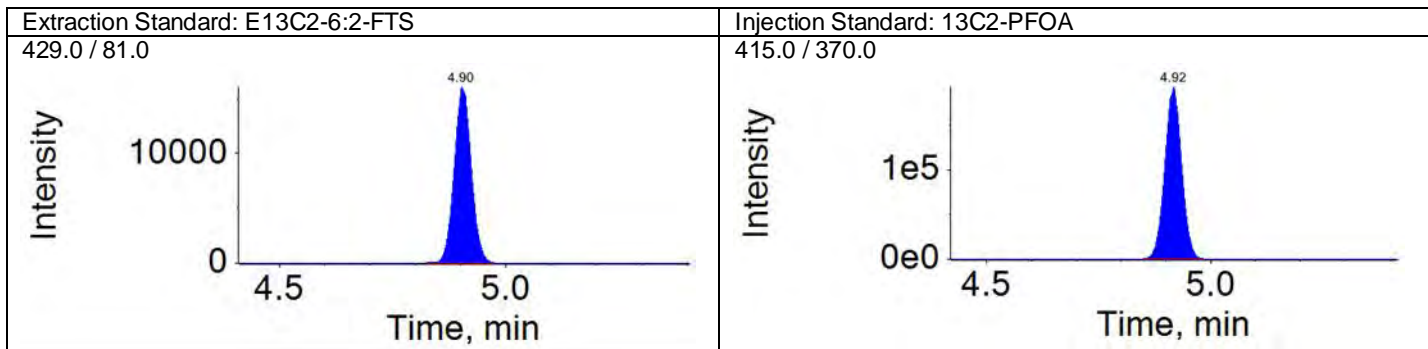 Extraction Standard: E13C2-6:2-FTS
429.0 / 81.0
4.90
Intensity
10000
0
4.5
5.0
Time, min
Injection Standard: 13C2-PFOA
415.0 / 370.0
4.92
Intensity
1e5
0e0
4.5
5.0
Time, min